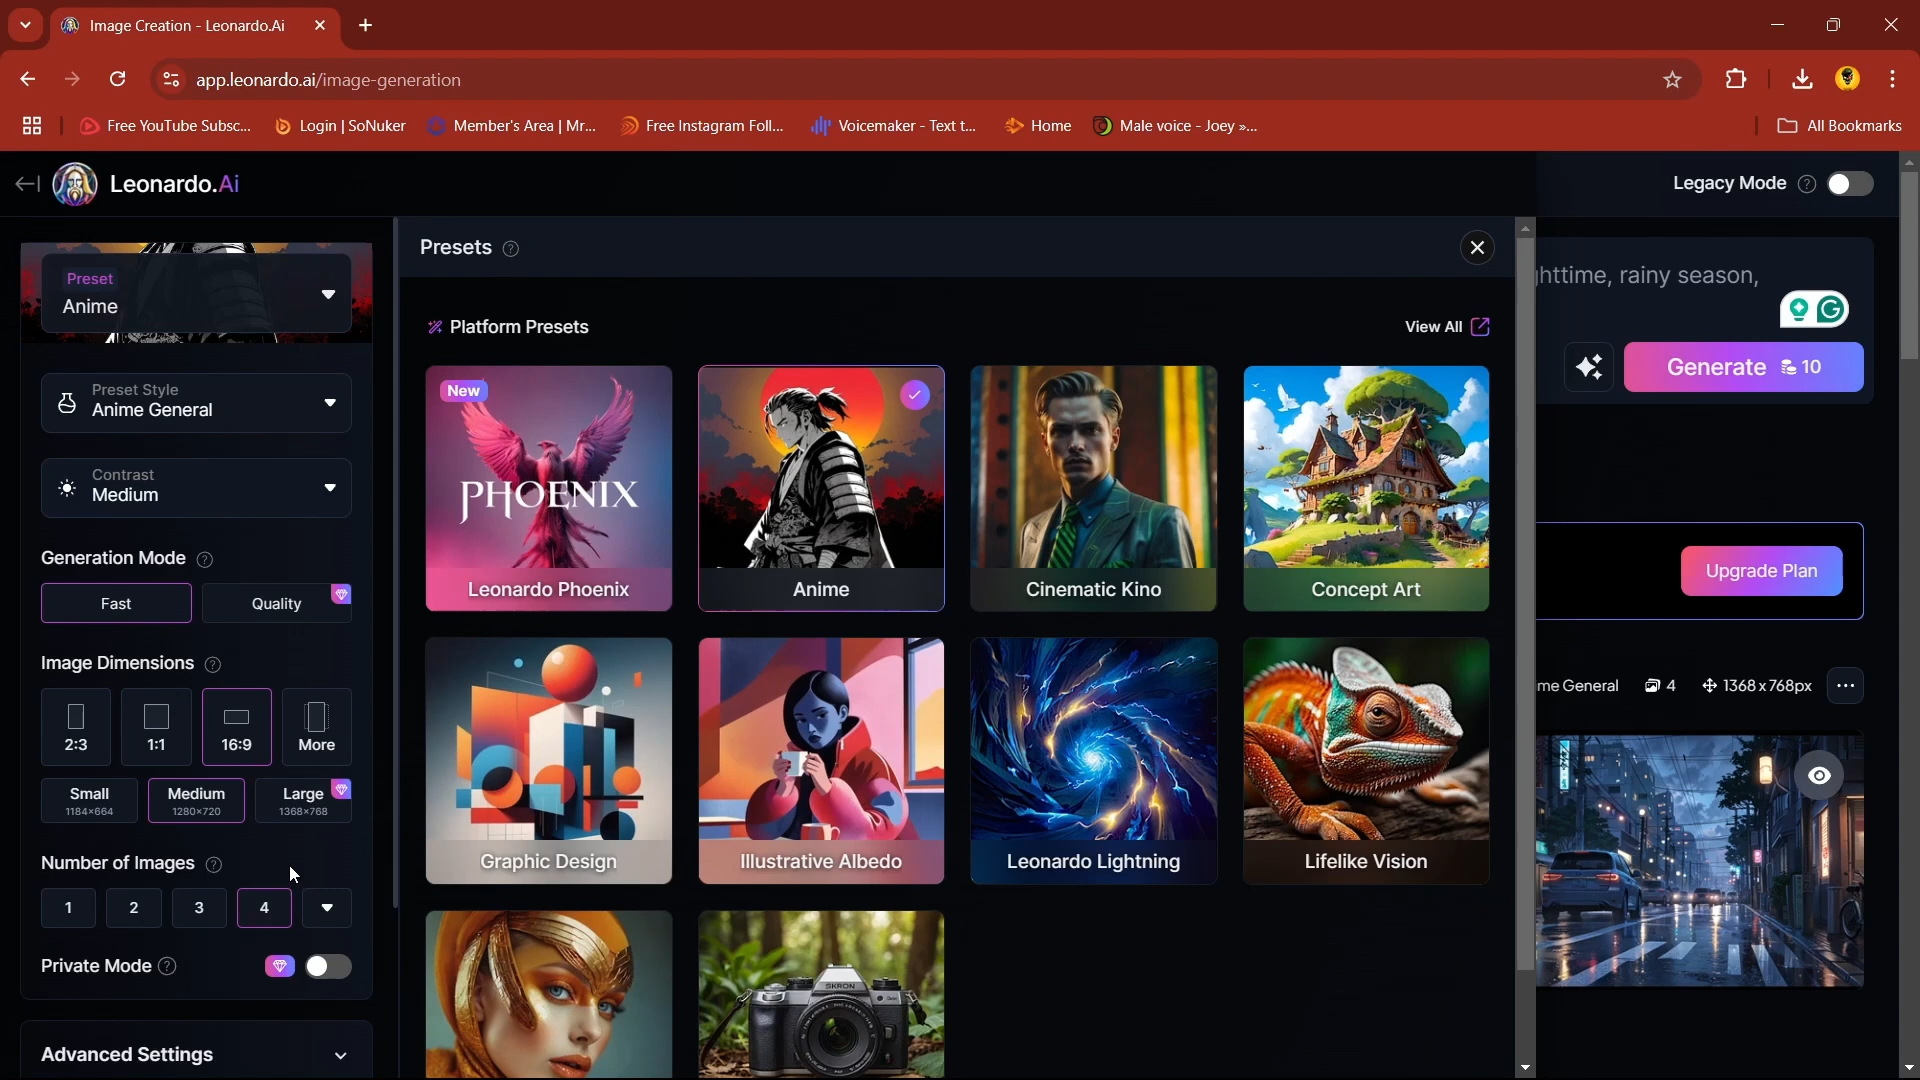 Image Creation - Leonardo.Ai
app.leonardo.ai/image-generation
Free YouTube Subsc...
Login | SoNuker
Member's Area | Mr...
Free Instagram Foll...
Voicemaker - Text t...
Home
Male voice - Joey »...
All Bookmarks
Leonardo.Ai
Legacy Mode
Preset
Anime
Preset Style
Anime General
Contrast
Medium
Generation Mode
Fast
Quality
Image Dimensions
2:3
1:1
16:9
More
Small
1184×664
Medium
1280×720
Large
1368×768
Number of Images
1
2
3
4
Private Mode
Advanced Settings
Presets
Platform Presets
View All
New
PHOENIX
Leonardo Phoenix
Anime
Cinematic Kino
Concept Art
Graphic Design
Illustrative Albedo
Leonardo Lightning
Lifelike Vision
SKRON
httime, rainy season,
Generate 10
Upgrade Plan
me General
4
1368 x 768px